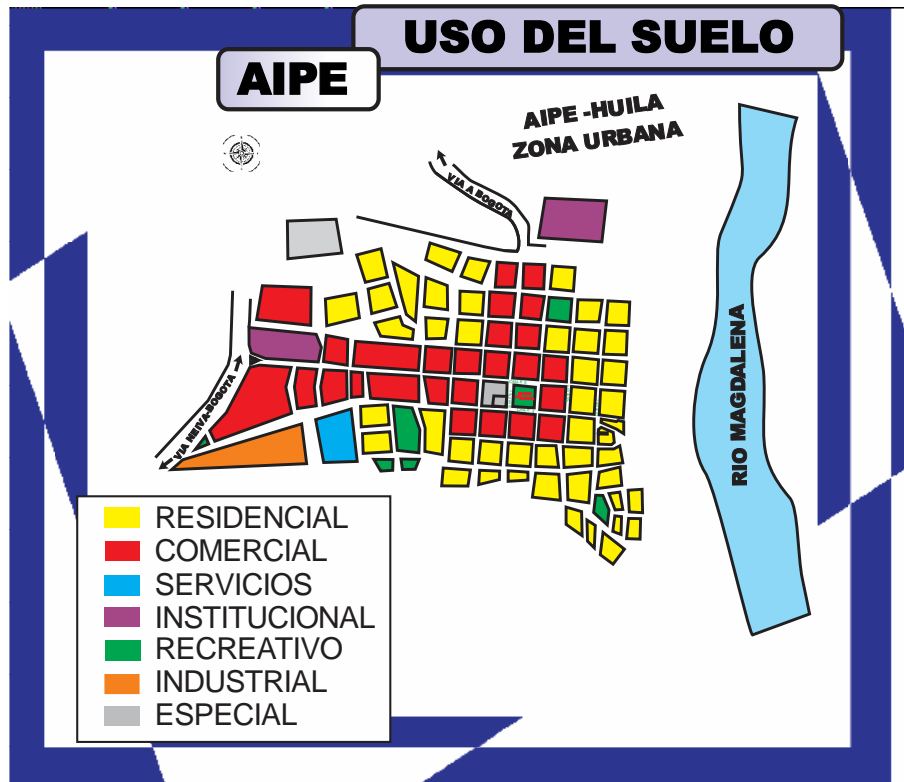 USO DEL SUELO
AIPE
AIPE -HUILA
ZONA URBANA
VIA A BOGOTA
VIA NEIVA-BOGOTA
RIO MAGDALENA
RESIDENCIAL
COMERCIAL
SERVICIOS
INSTITUCIONAL
RECREATIVO
INDUSTRIAL
ESPECIAL